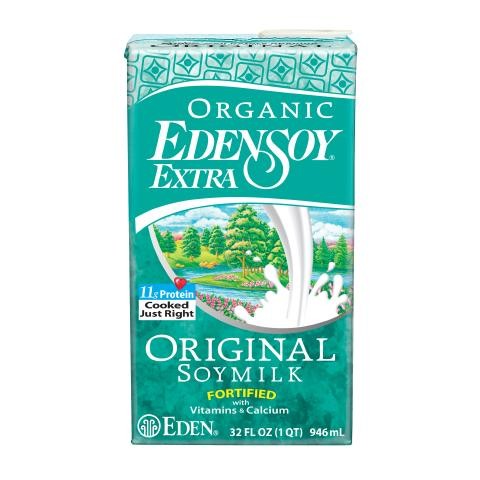 ORGANIC
EDENSOY®
EXTRA
11g Protein
Cooked
Just Right
ORIGINAL
SOYMILK
FORTIFIED
with
Vitamins & Calcium
EDEN®
32 FL OZ (1 QT) 946 mL